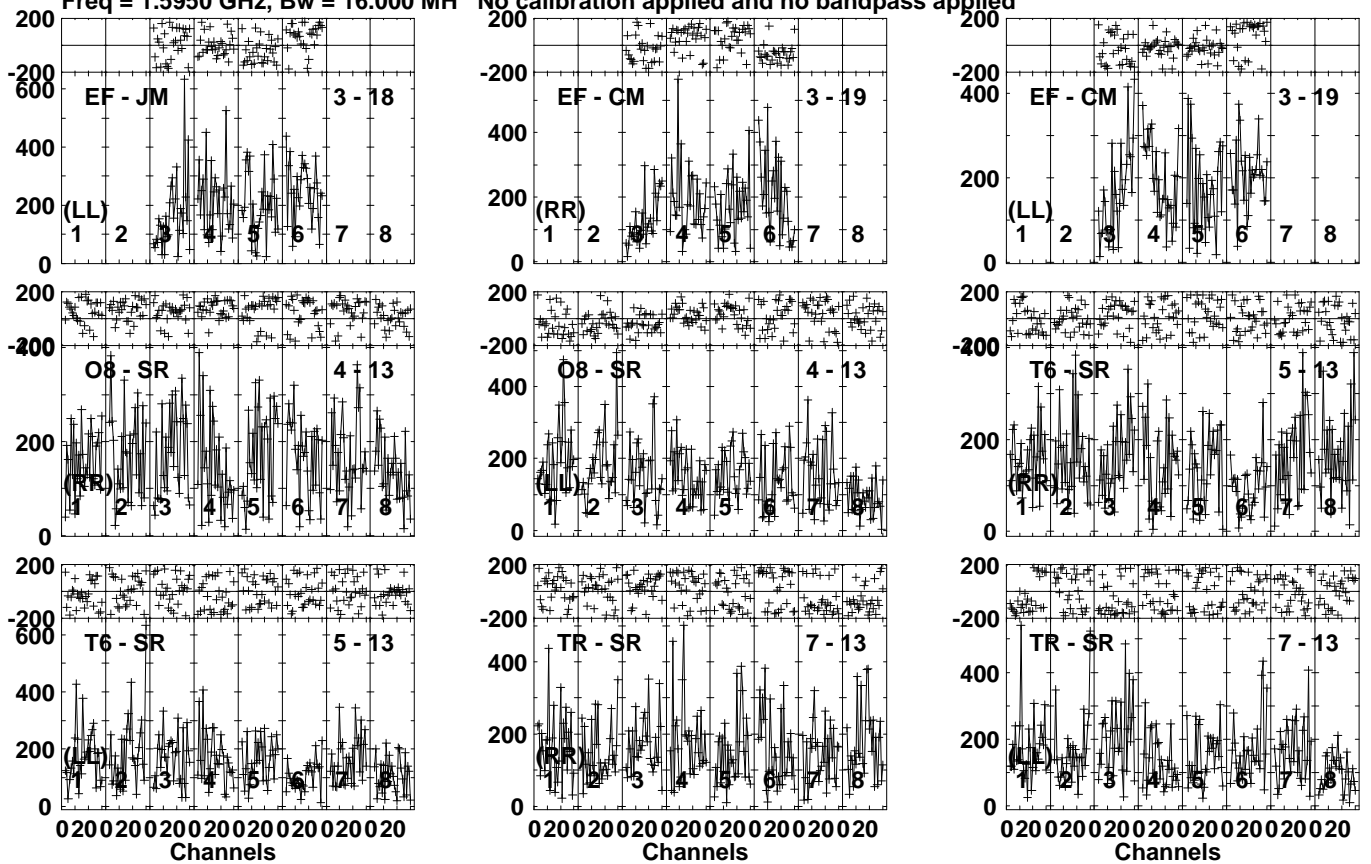 Freq = 1.5950 GHz, Bw = 16.000 MH No calibration applied and no bandpass applied
200 200 200
-200 -200 -200
600 EF - JM 3 - 18 EF - CM 3 - 19 400 EF - CM 3 - 19
400 400
200 200 200
(LL) (RR) (LL)
1 2 3 4 5 6 7 8 1 2 3 4 5 6 7 8 1 2 3 4 5 6 7 8
0 0 0
200 200 200
-200 -200 -200
400 O8 - SR 4 - 13 O8 - SR 4 - 13 400 T6 - SR 5 - 13
400
200 200 200
(RR) (LL) (RR)
1 2 3 4 5 6 7 8 1 2 3 4 5 6 7 8 1 2 3 4 5 6 7 8
0 0 0
200 200 200
-200 -200 -200
600 T6 - SR 5 - 13 TR - SR 7 - 13 TR - SR 7 - 13
400 400 400
200 200 200
(LL) (RR) (LL)
1 2 3 4 5 6 7 8 1 2 3 4 5 6 7 8 1 2 3 4 5 6 7 8
0 0 0
0 20 0 20 0 20 0 20 0 20 0 20 0 20 0 20 0 20 0 20 0 20 0 20 0 20 0 20 0 20 0 20 0 20 0 20 0 20 0 20 0 20 0 20 0 20 0 20
Channels Channels Channels